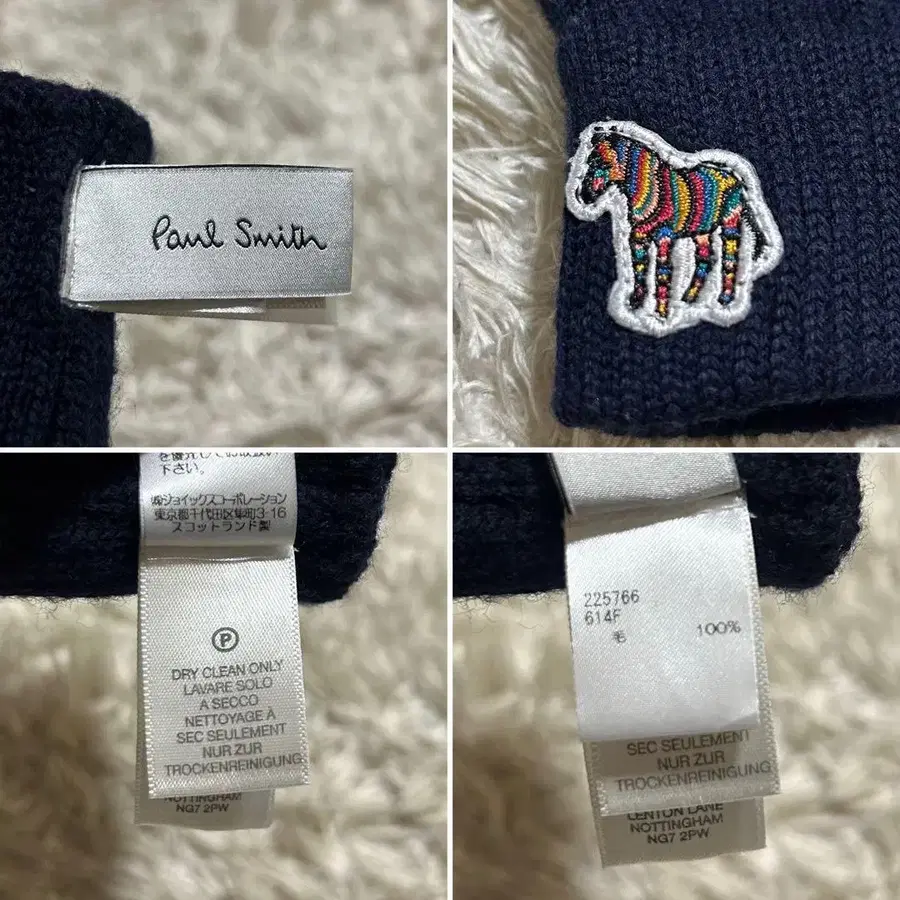 Paul Smith
下さい。
㈱ジョイックスコーポレーション
東京都千代田区隼町3-16
スコットランド製
P
DRY CLEAN ONLY
LAVARE SOLO
A SECCO
NETTOYAGE À
SEC SEULEMENT
NUR ZUR
TROCKENREINIGUNG
NOTTINGHAM
NG7 2PW
225766
614F
毛 100%
SEC SEULEMENT
NUR ZUR
TROCKENREINIGUNG
LENTON LANE
NOTTINGHAM
NG7 2PW